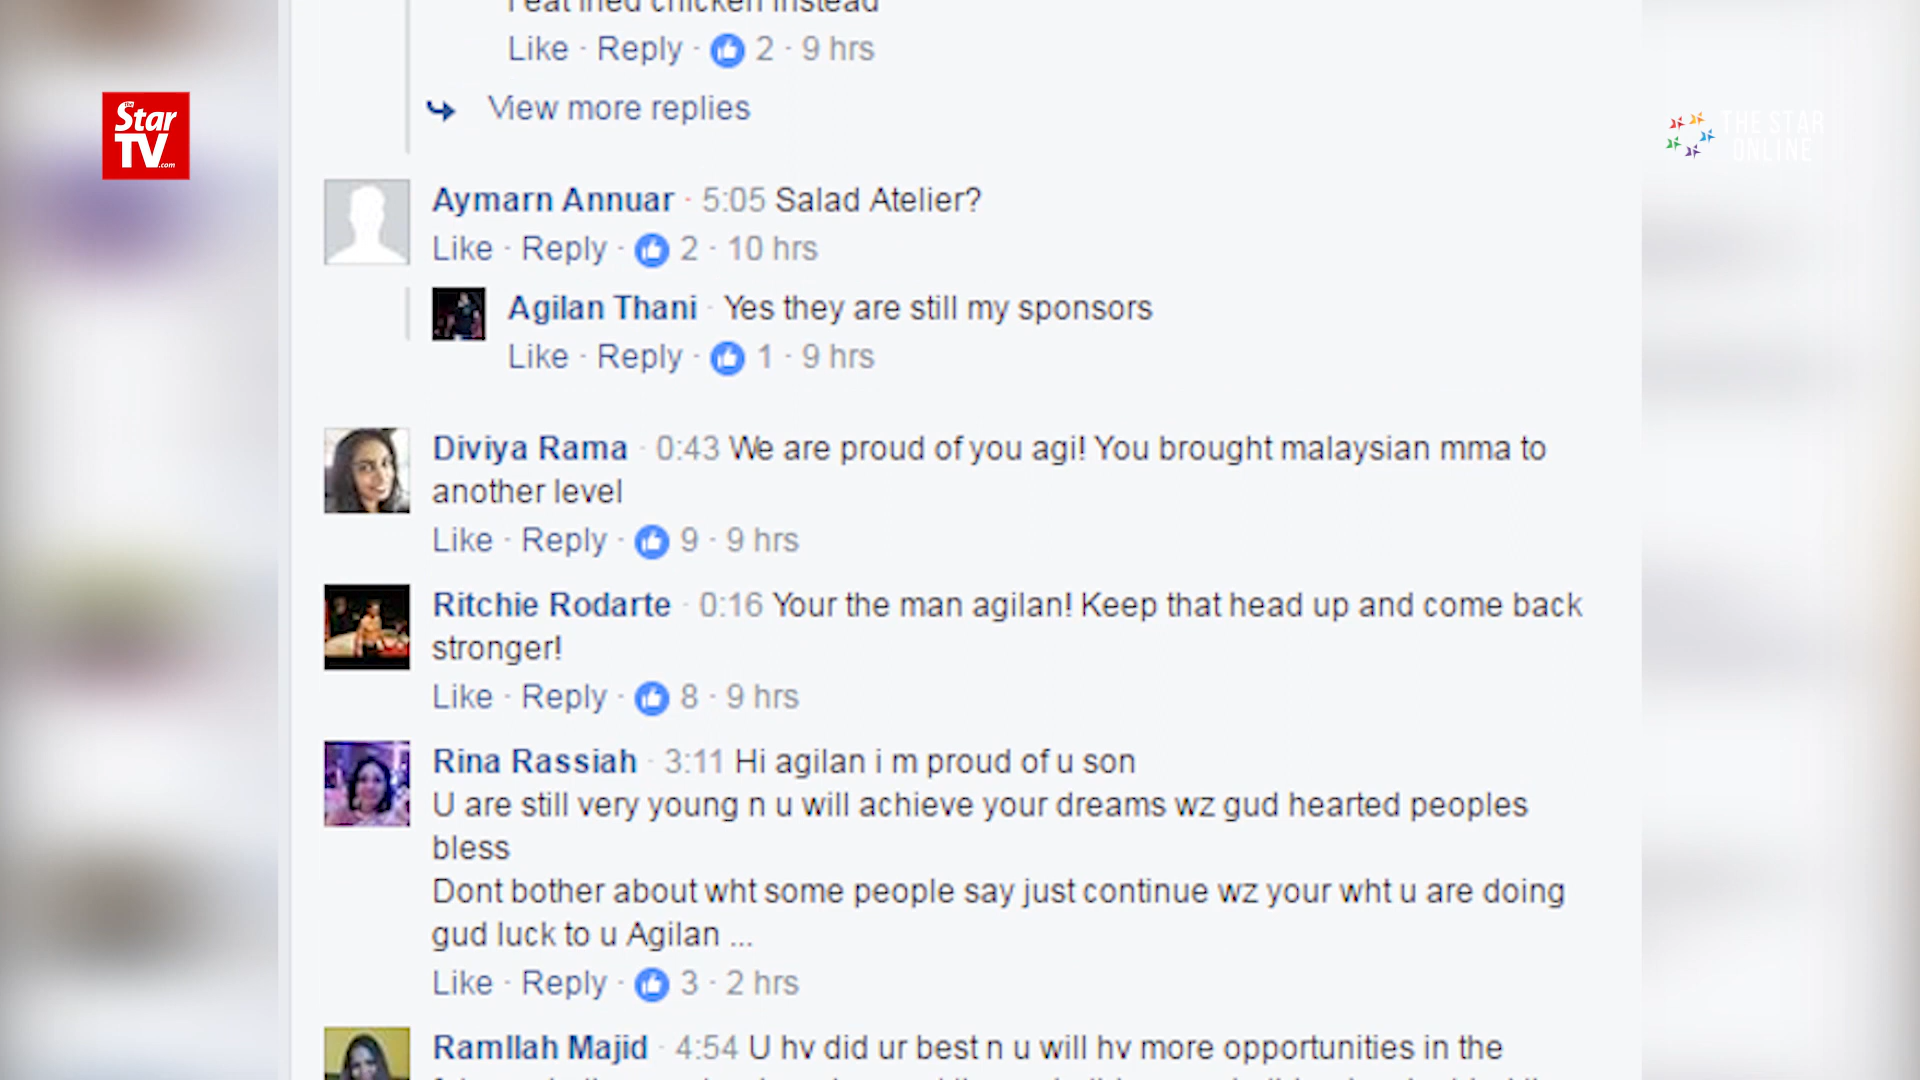 I eat fried chicken instead
Like · Reply · 2 · 9 hrs
View more replies
The Star TV .com
THE STAR ONLINE
Aymarn Annuar · 5:05 Salad Atelier?
Like · Reply · 2 · 10 hrs
Agilan Thani · Yes they are still my sponsors
Like · Reply · 1 · 9 hrs
Diviya Rama · 0:43 We are proud of you agi! You brought malaysian mma to
another level
Like · Reply · 9 · 9 hrs
Ritchie Rodarte · 0:16 Your the man agilan! Keep that head up and come back
stronger!
Like · Reply · 8 · 9 hrs
Rina Rassiah · 3:11 Hi agilan i m proud of u son
U are still very young n u will achieve your dreams wz gud hearted peoples
bless
Dont bother about wht some people say just continue wz your wht u are doing
gud luck to u Agilan ...
Like · Reply · 3 · 2 hrs
Ramllah Majid · 4:54 U hv did ur best n u will hv more opportunities in the